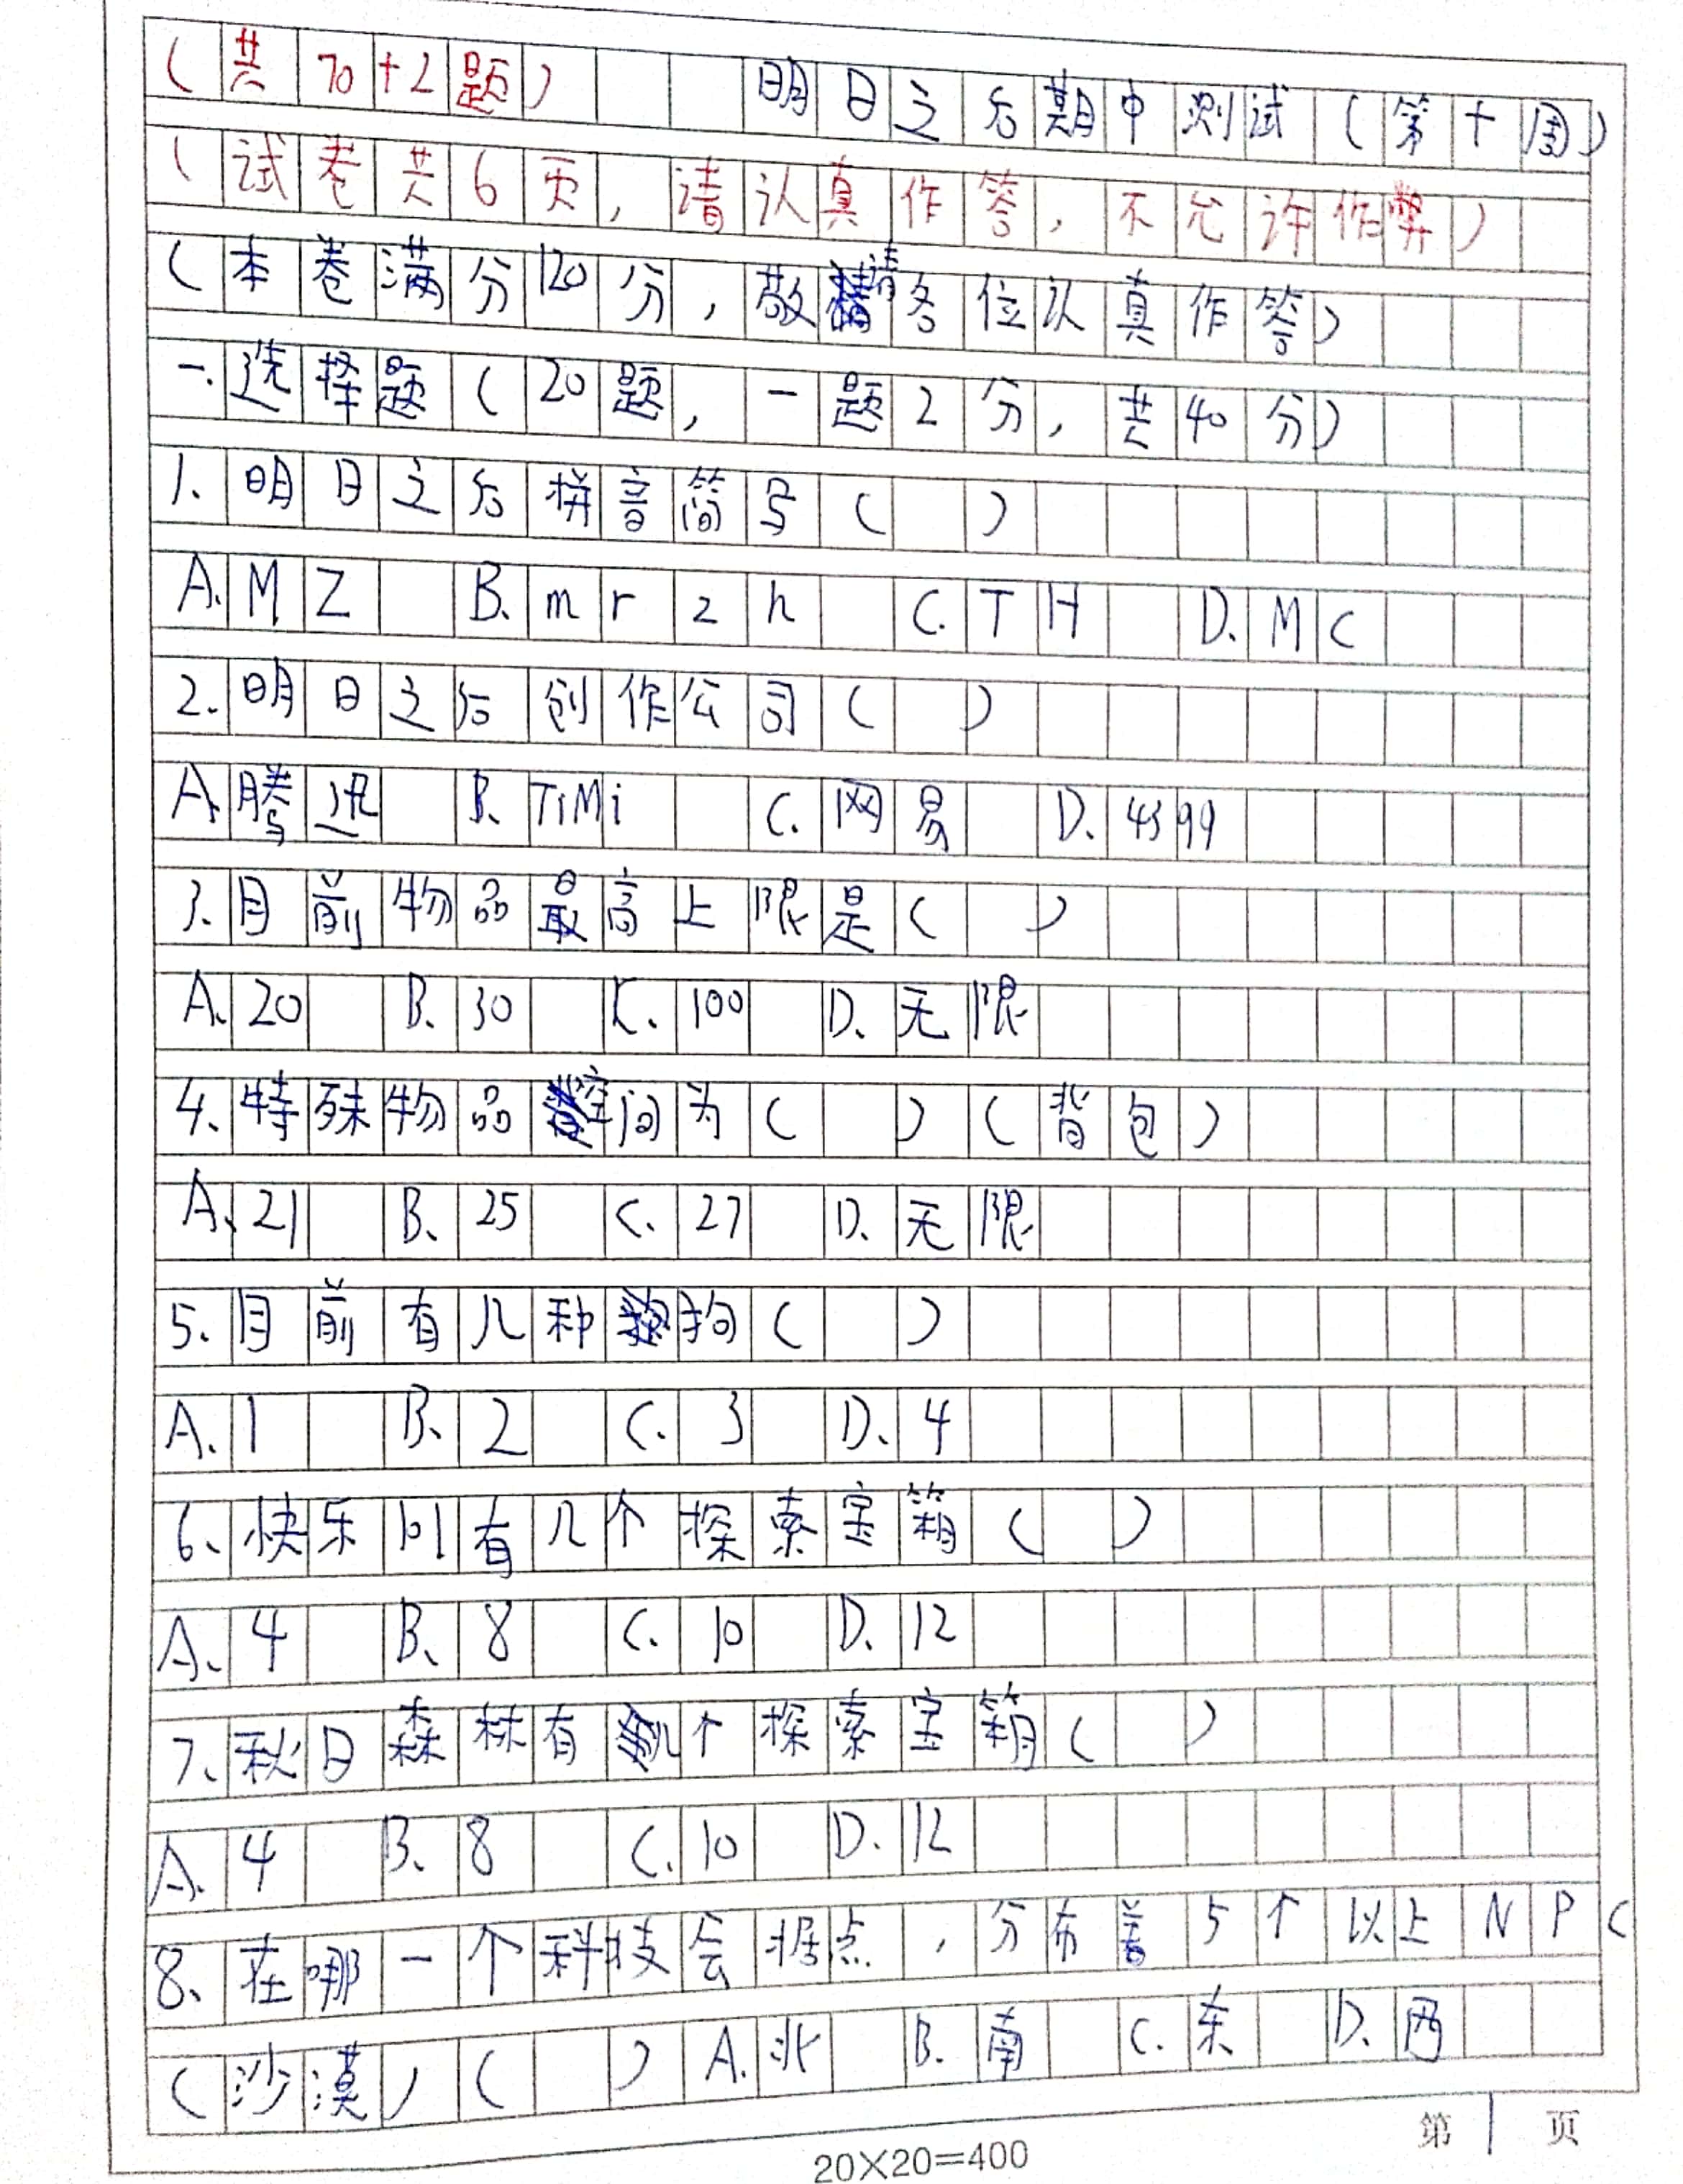 (共70+2题) 明日之后期中测试(第十周)
(试卷共6页,请认真作答,不允许作弊)
(本卷满分120分,敬请各位认真作答)
一.选择题(20题,一题2分,共40分)
1、明日之后拼音简写( )
A.MZ B.mrzh C.TH D.MC
2.明日之后创作公司( )
A.腾迅 B.TiMi C.网易 D.4399
3.目前物品最高上限是( )
A.20 B.30 C.100 D.无限
4、特殊物品空间为( )(背包)
A、21 B、25 C.27 D.无限
5.目前有几种狗( )
A.1 B.2 C.3 D.4
6、快乐101有几个探索宝箱( )
A、4 B、8 C.10 D.12
7、秋日森林有几个探索宝箱( )
A.4 B.8 C.10 D.12
8、在哪一个科技会据点,分布着5个以上NPC
(沙漠)( ) A.北 B.南 C.东 D.西
第1页
20×20=400